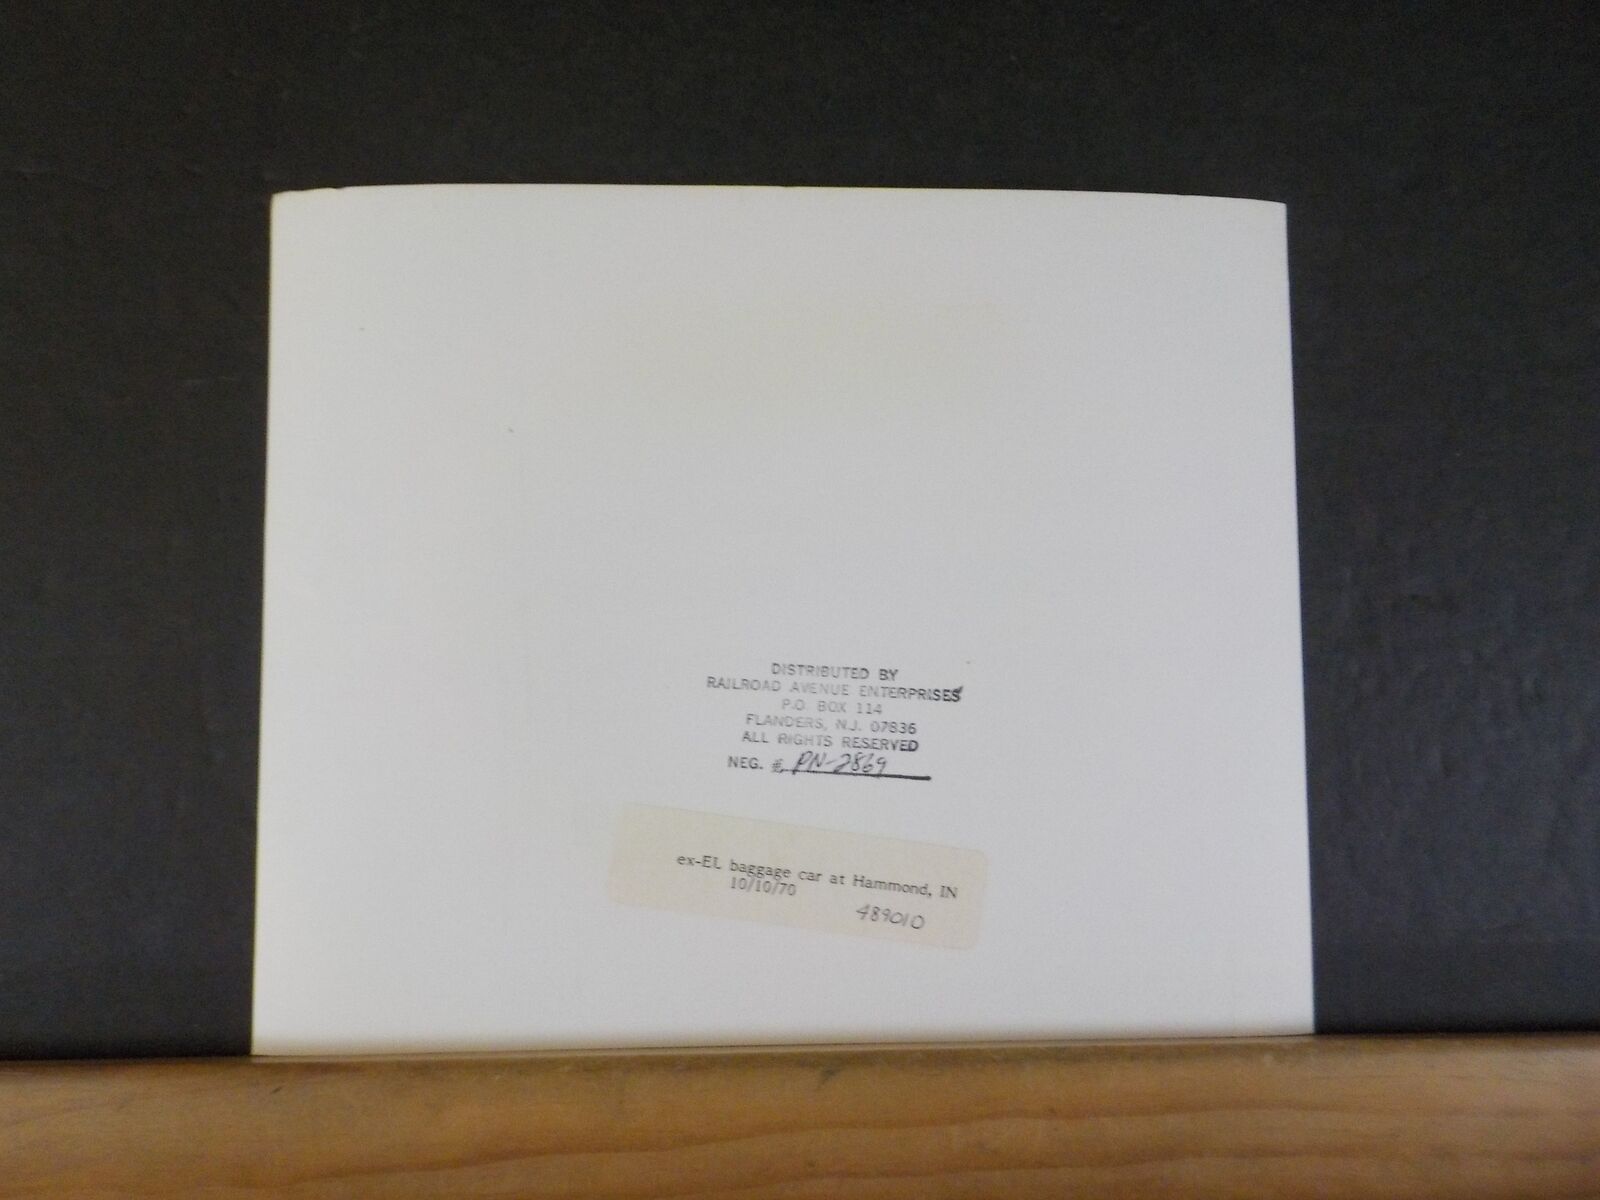 DISTRIBUTED BY
RAILROAD AVENUE ENTERPRISES
P.O. BOX 114
FLANDERS, N.J. 07836
ALL RIGHTS RESERVED
NEG. # PN-2869
ex-EL baggage car at Hammond, IN
10/10/70
489010